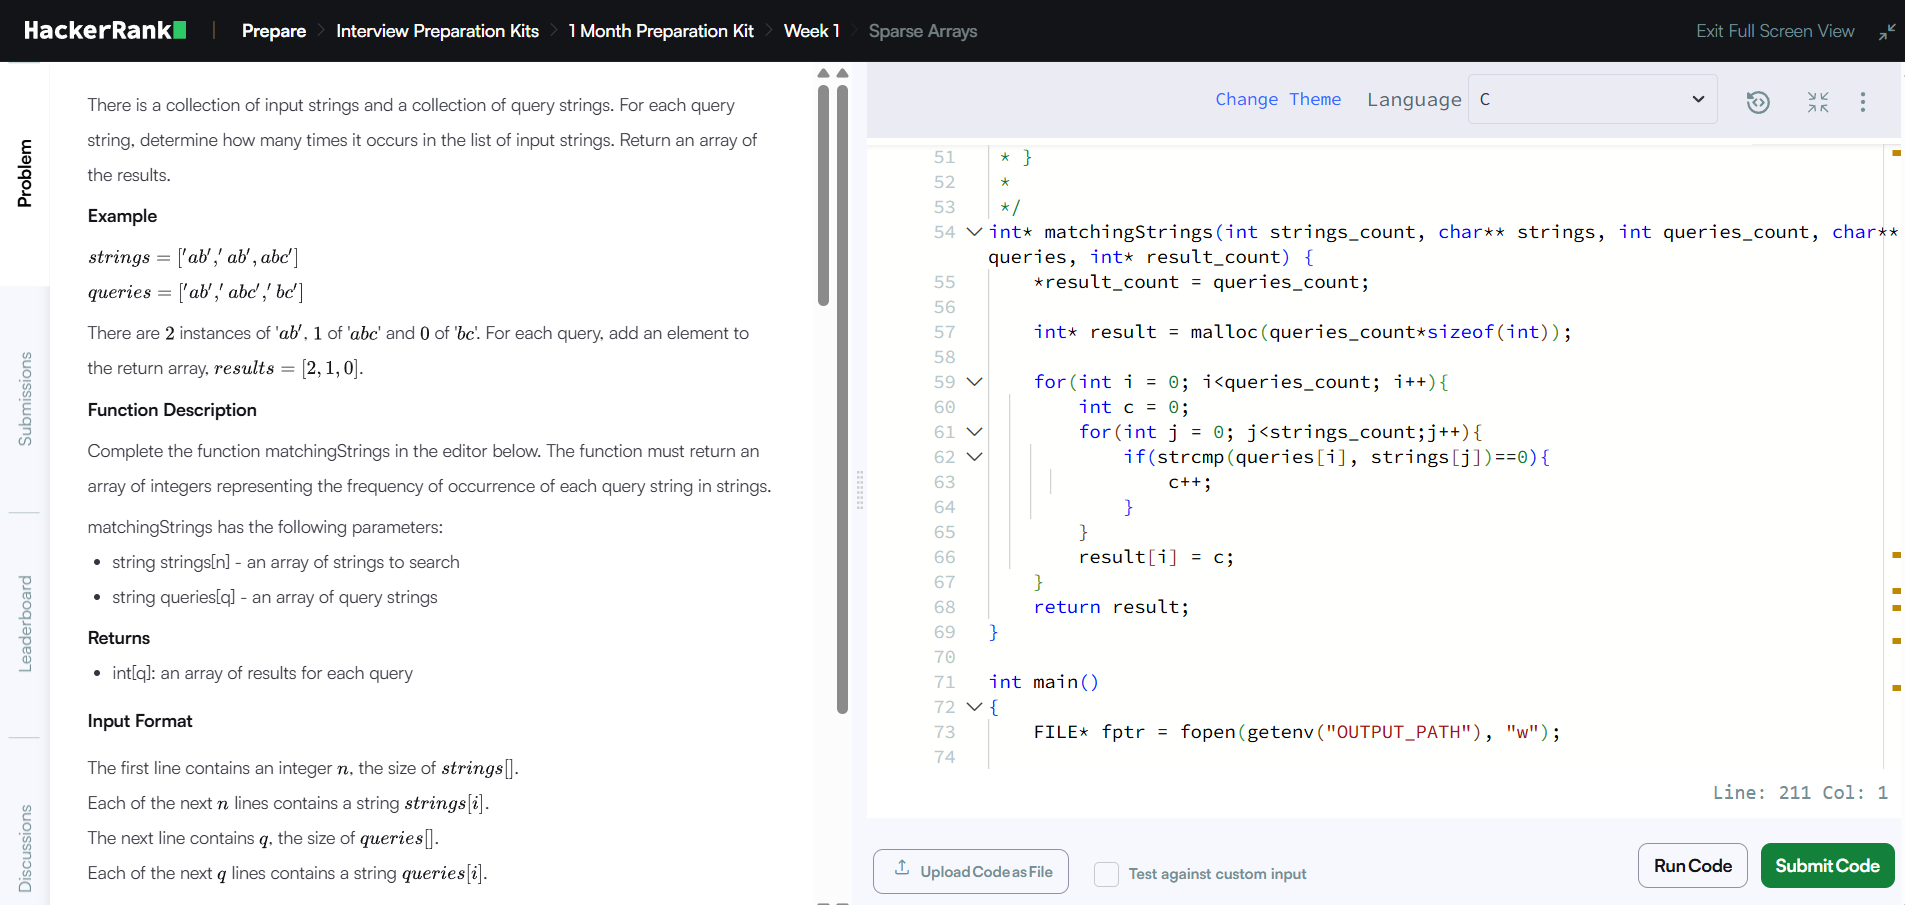 HackerRank | Prepare > Interview Preparation Kits > 1 Month Preparation Kit > Week 1 > Sparse Arrays
Exit Full Screen View
Problem
Submissions
Leaderboard
Discussions
There is a collection of input strings and a collection of query strings. For each query
string, determine how many times it occurs in the list of input strings. Return an array of
the results.
Example
strings = ['ab',' ab', abc']
queries = ['ab',' abc',' bc']
There are 2 instances of 'ab', 1 of 'abc' and 0 of 'bc'. For each query, add an element to
the return array, results = [2, 1, 0].
Function Description
Complete the function matchingStrings in the editor below. The function must return an
array of integers representing the frequency of occurrence of each query string in strings.
matchingStrings has the following parameters:
• string strings[n] - an array of strings to search
• string queries[q] - an array of query strings
Returns
• int[q]: an array of results for each query
Input Format
The first line contains an integer n, the size of strings[].
Each of the next n lines contains a string strings[i].
The next line contains q, the size of queries[].
Each of the next q lines contains a string queries[i].
Change Theme Language C
51 * }
52 *
53 */
54 int* matchingStrings(int strings_count, char** strings, int queries_count, char**
queries, int* result_count) {
55 *result_count = queries_count;
56
57 int* result = malloc(queries_count*sizeof(int));
58
59 for(int i = 0; i<queries_count; i++){
60 int c = 0;
61 for(int j = 0; j<strings_count;j++){
62 if(strcmp(queries[i], strings[j])==0){
63 c++;
64 }
65 }
66 result[i] = c;
67 }
68 return result;
69 }
70
71 int main()
72 {
73 FILE* fptr = fopen(getenv("OUTPUT_PATH"), "w");
74
Line: 211 Col: 1
Upload Code as File
Test against custom input
Run Code
Submit Code